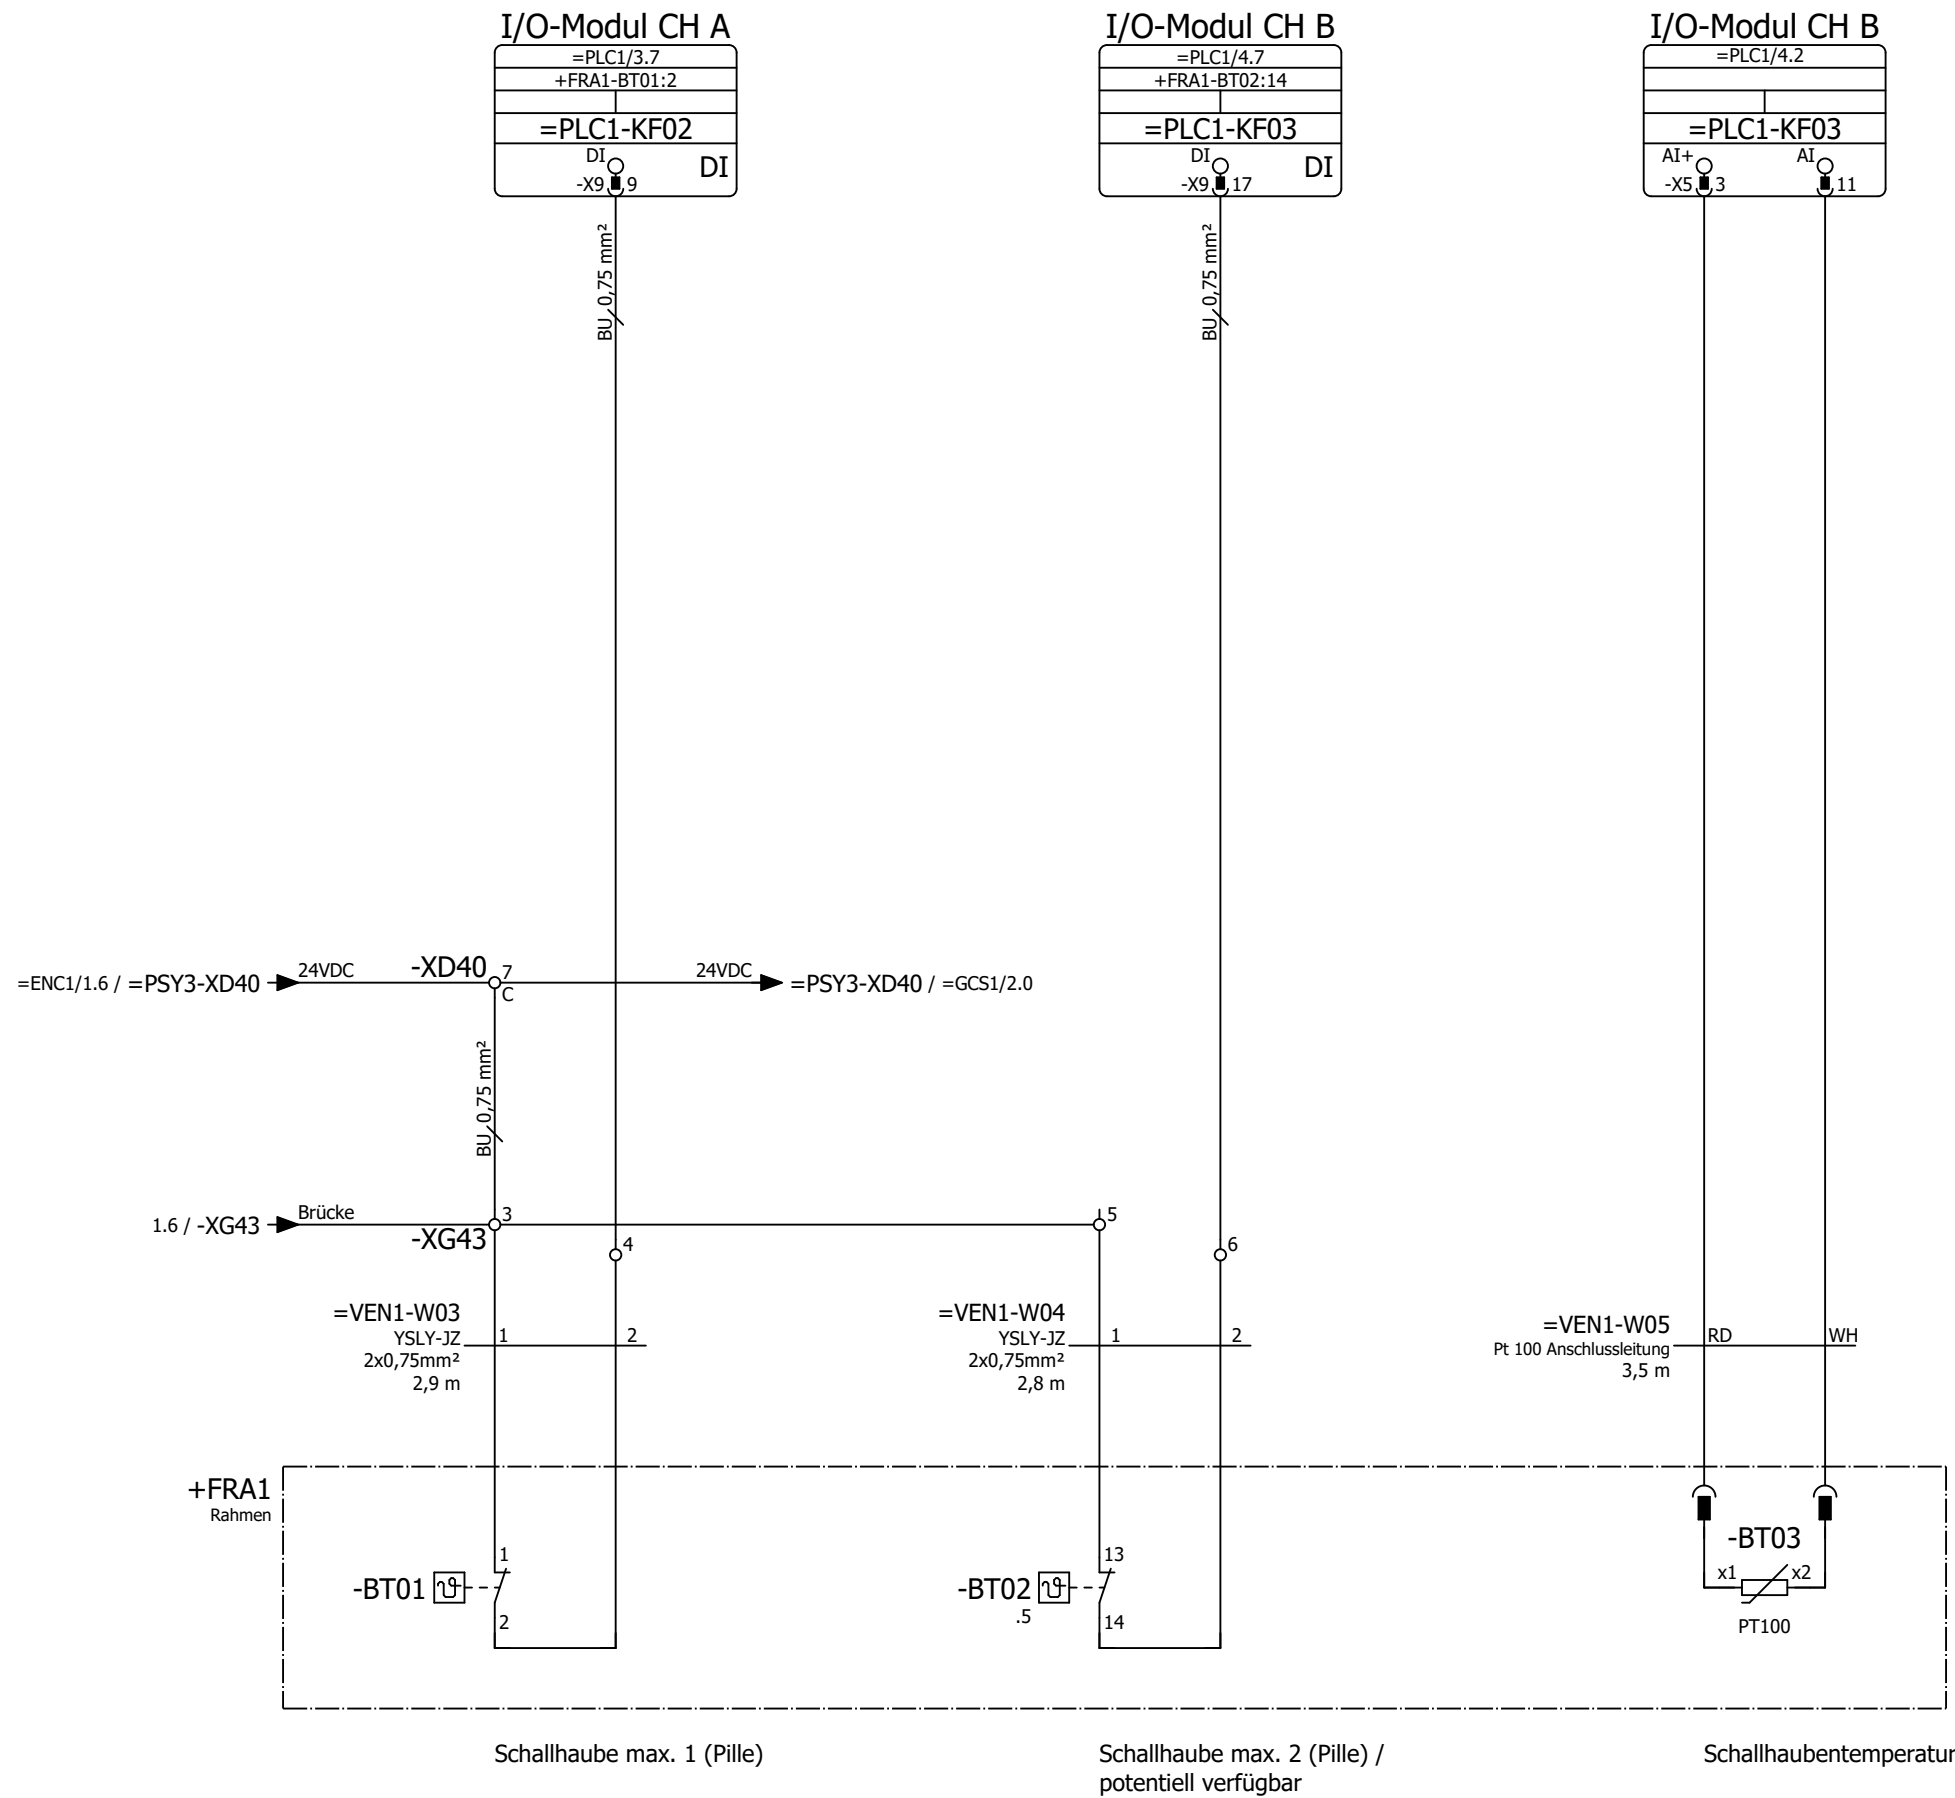 I/O-Modul CH A
=PLC1/3.7
+FRA1-BT01:2
=PLC1-KF02
DI
DI
-X9 9
BU 0,75 mm²
I/O-Modul CH B
=PLC1/4.7
+FRA1-BT02:14
=PLC1-KF03
DI
DI
-X9 17
BU 0,75 mm²
I/O-Modul CH B
=PLC1/4.2
=PLC1-KF03
AI+ AI
-X5 3 11
=ENC1/1.6 / =PSY3-XD40
24VDC
-XD40
7
C
24VDC
=PSY3-XD40 / =GCS1/2.0
BU 0,75 mm²
1.6 / -XG43
Brücke
3
-XG43
4
5
6
=VEN1-W03
YSLY-JZ
2x0,75mm²
2,9 m
1 2
=VEN1-W04
YSLY-JZ
2x0,75mm²
2,8 m
1 2
=VEN1-W05
Pt 100 Anschlussleitung
3,5 m
RD WH
+FRA1
Rahmen
-BT01
1
2
-BT02
.5
13
14
-BT03
x1 x2
PT100
Schallhaube max. 1 (Pille)
Schallhaube max. 2 (Pille) /
potentiell verfügbar
Schallhaubentemperatur